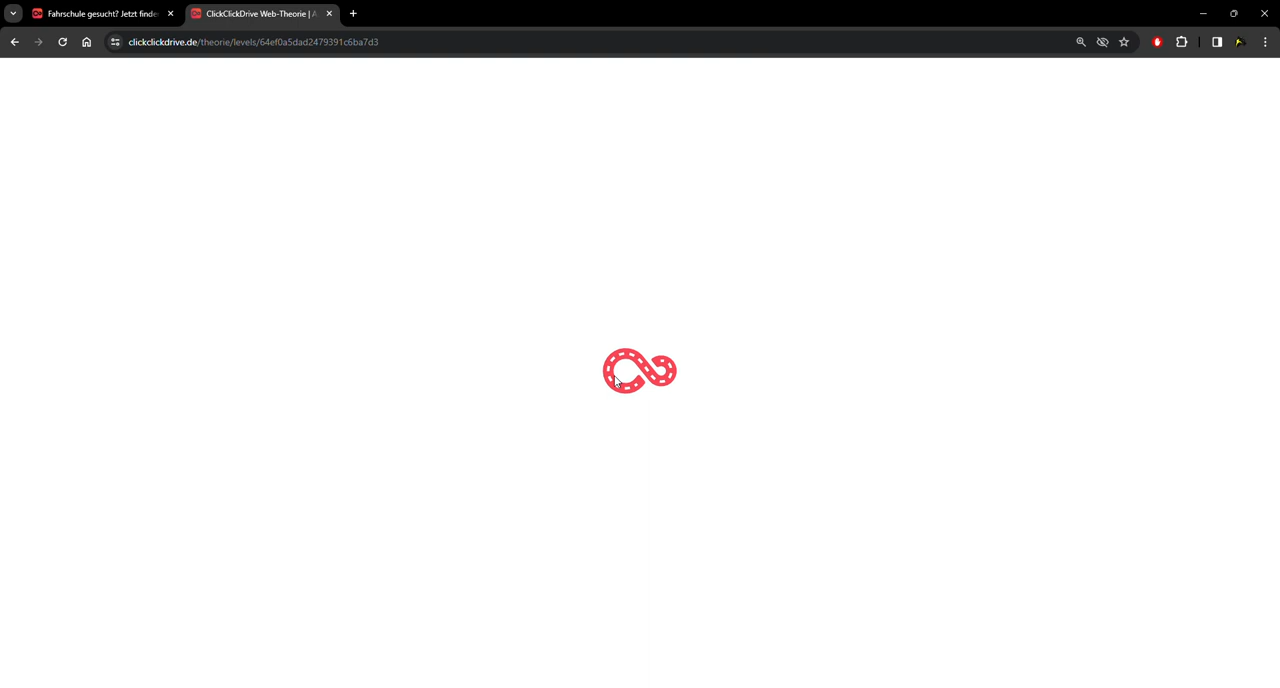 Fahrschule gesucht? Jetzt finde
ClickClickDrive Web-Theorie | A
clickclickdrive.de/theorie/levels/64ef0a5dad2479391c6ba7d3